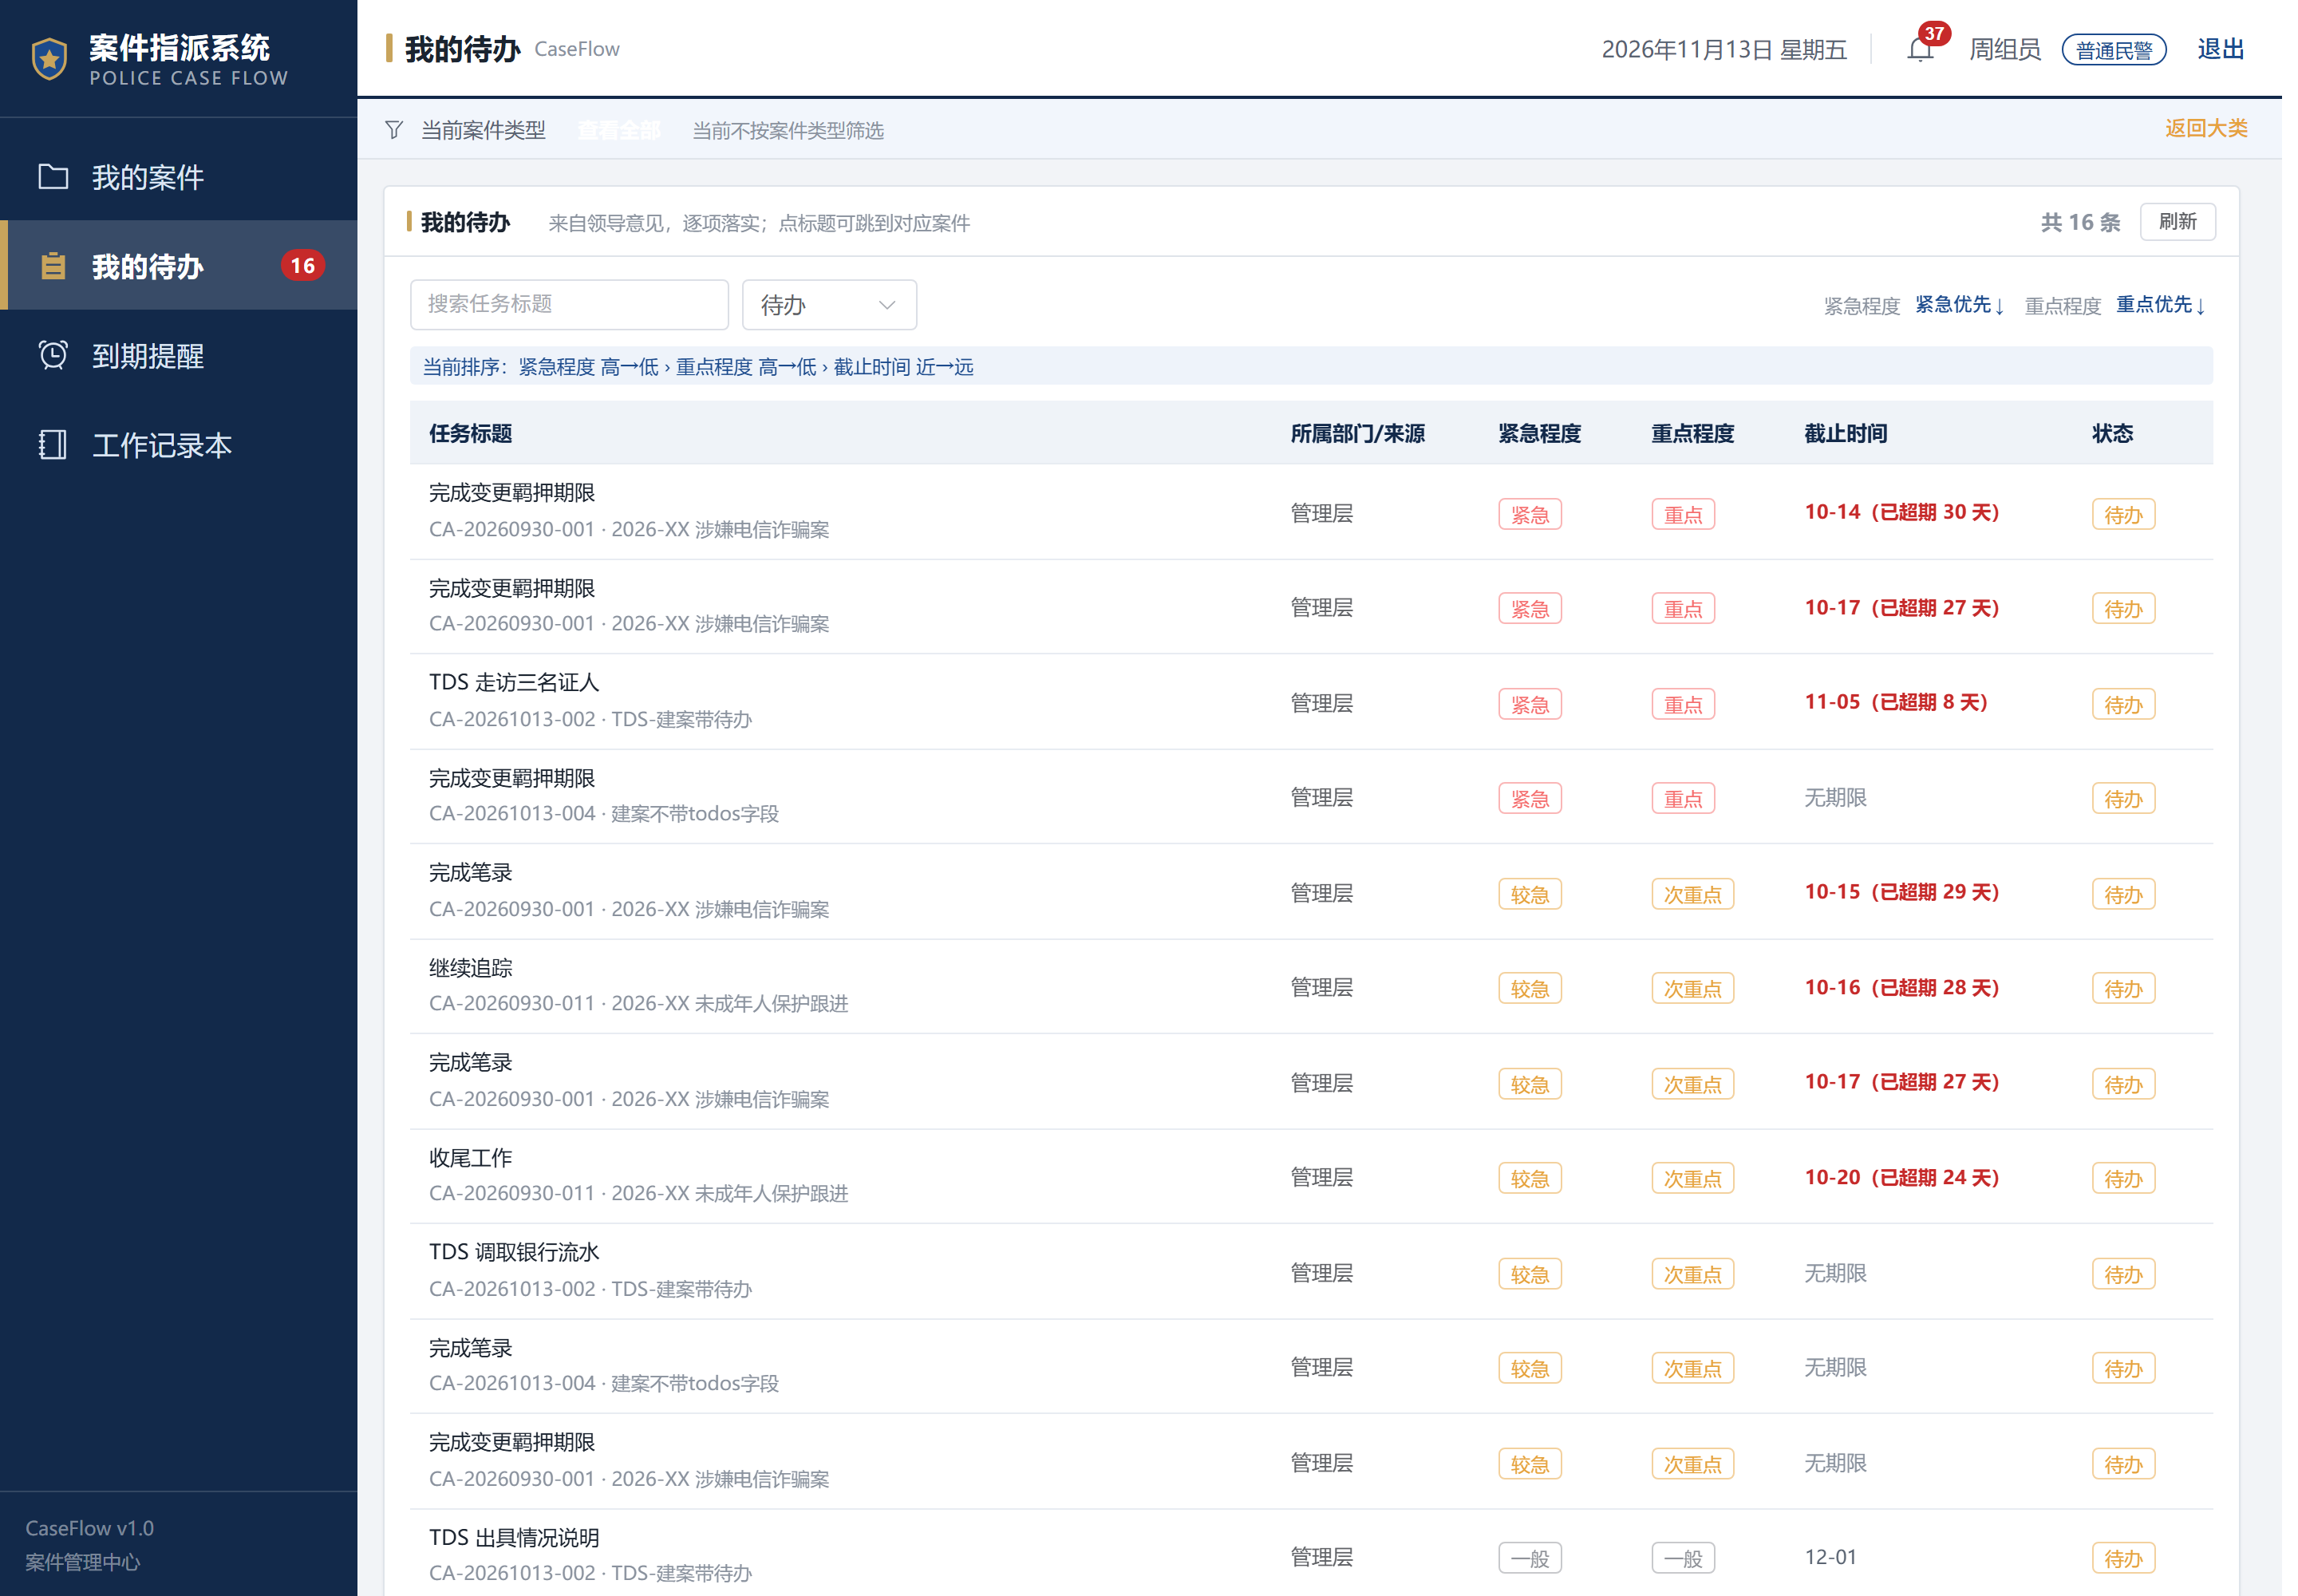 案件指派系统
POLICE CASE FLOW
我的案件
我的待办 16
到期提醒
工作记录本
CaseFlow v1.0
案件管理中心
我的待办 CaseFlow
2026年11月13日 星期五 37 周组员 普通民警 退出
当前案件类型 查看全部 当前不按案件类型筛选 返回大类
我的待办 来自领导意见，逐项落实；点标题可跳到对应案件 共 16 条 刷新
搜索任务标题 待办 紧急程度 紧急优先↓ 重点程度 重点优先↓
当前排序：紧急程度 高→低 › 重点程度 高→低 › 截止时间 近→远
任务标题 所属部门/来源 紧急程度 重点程度 截止时间 状态
完成变更羁押期限
CA-20260930-001 · 2026-XX 涉嫌电信诈骗案
管理层 紧急 重点 10-14（已超期 30 天） 待办
完成变更羁押期限
CA-20260930-001 · 2026-XX 涉嫌电信诈骗案
管理层 紧急 重点 10-17（已超期 27 天） 待办
TDS 走访三名证人
CA-20261013-002 · TDS-建案带待办
管理层 紧急 重点 11-05（已超期 8 天） 待办
完成变更羁押期限
CA-20261013-004 · 建案不带todos字段
管理层 紧急 重点 无期限 待办
完成笔录
CA-20260930-001 · 2026-XX 涉嫌电信诈骗案
管理层 较急 次重点 10-15（已超期 29 天） 待办
继续追踪
CA-20260930-011 · 2026-XX 未成年人保护跟进
管理层 较急 次重点 10-16（已超期 28 天） 待办
完成笔录
CA-20260930-001 · 2026-XX 涉嫌电信诈骗案
管理层 较急 次重点 10-17（已超期 27 天） 待办
收尾工作
CA-20260930-011 · 2026-XX 未成年人保护跟进
管理层 较急 次重点 10-20（已超期 24 天） 待办
TDS 调取银行流水
CA-20261013-002 · TDS-建案带待办
管理层 较急 次重点 无期限 待办
完成笔录
CA-20261013-004 · 建案不带todos字段
管理层 较急 次重点 无期限 待办
完成变更羁押期限
CA-20260930-001 · 2026-XX 涉嫌电信诈骗案
管理层 较急 次重点 无期限 待办
TDS 出具情况说明
CA-20261013-002 · TDS-建案带待办
管理层 一般 一般 12-01 待办